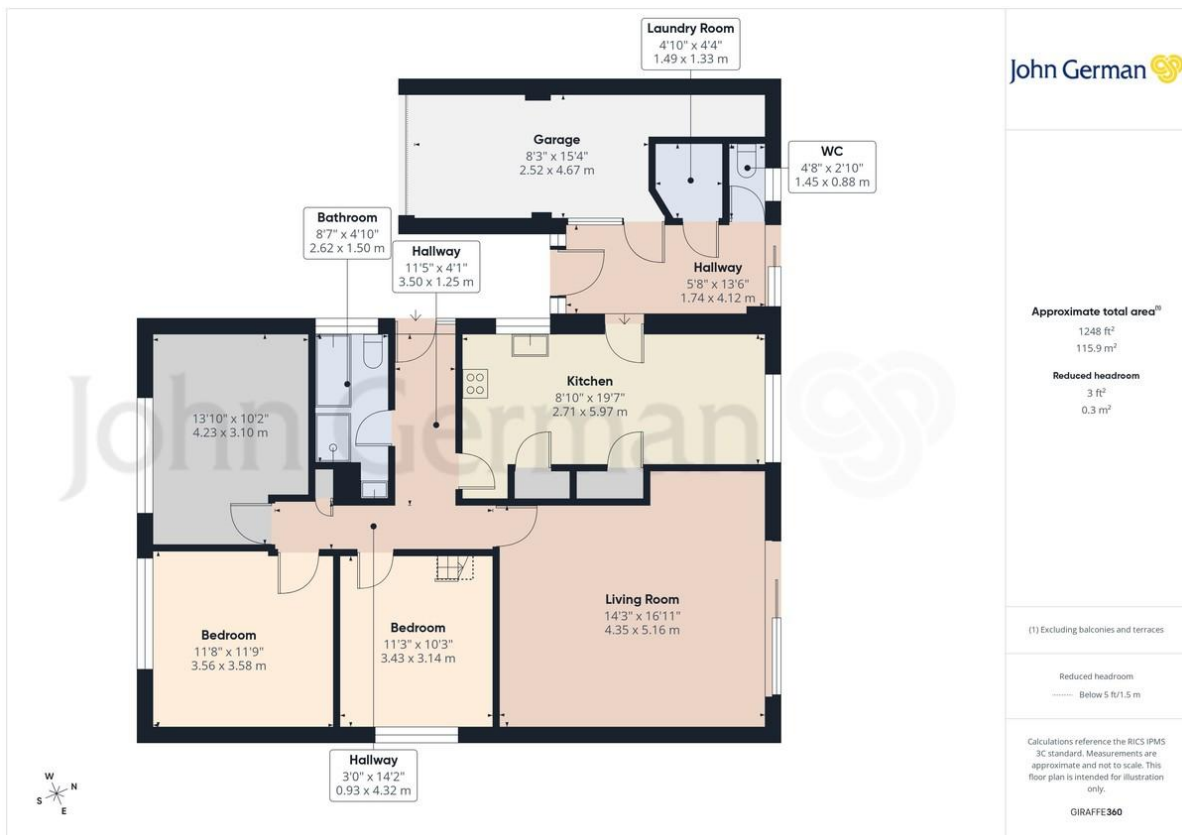 Laundry Room
4'10" x 4'4"
1.49 x 1.33 m
Garage
8'3" x 15'4"
2.52 x 4.67 m
WC
4'8" x 2'10"
1.45 x 0.88 m
Bathroom
8'7" x 4'10"
2.62 x 1.50 m
Hallway
11'5" x 4'1"
3.50 x 1.25 m
Hallway
5'8" x 13'6"
1.74 x 4.12 m
13'10" x 10'2"
4.23 x 3.10 m
Kitchen
8'10" x 19'7"
2.71 x 5.97 m
John German
Living Room
14'3" x 16'11"
4.35 x 5.16 m
Bedroom
11'8" x 11'9"
3.56 x 3.58 m
Bedroom
11'3" x 10'3"
3.43 x 3.14 m
Hallway
3'0" x 14'2"
0.93 x 4.32 m
W
N
S
E
John German
Approximate total area⁽¹⁾
1248 ft²
115.9 m²
Reduced headroom
3 ft²
0.3 m²
(1) Excluding balconies and terraces
Reduced headroom
Below 5 ft/1.5 m
Calculations reference the RICS IPMS
3C standard. Measurements are
approximate and not to scale. This
floor plan is intended for illustration
only.
GIRAFFE360